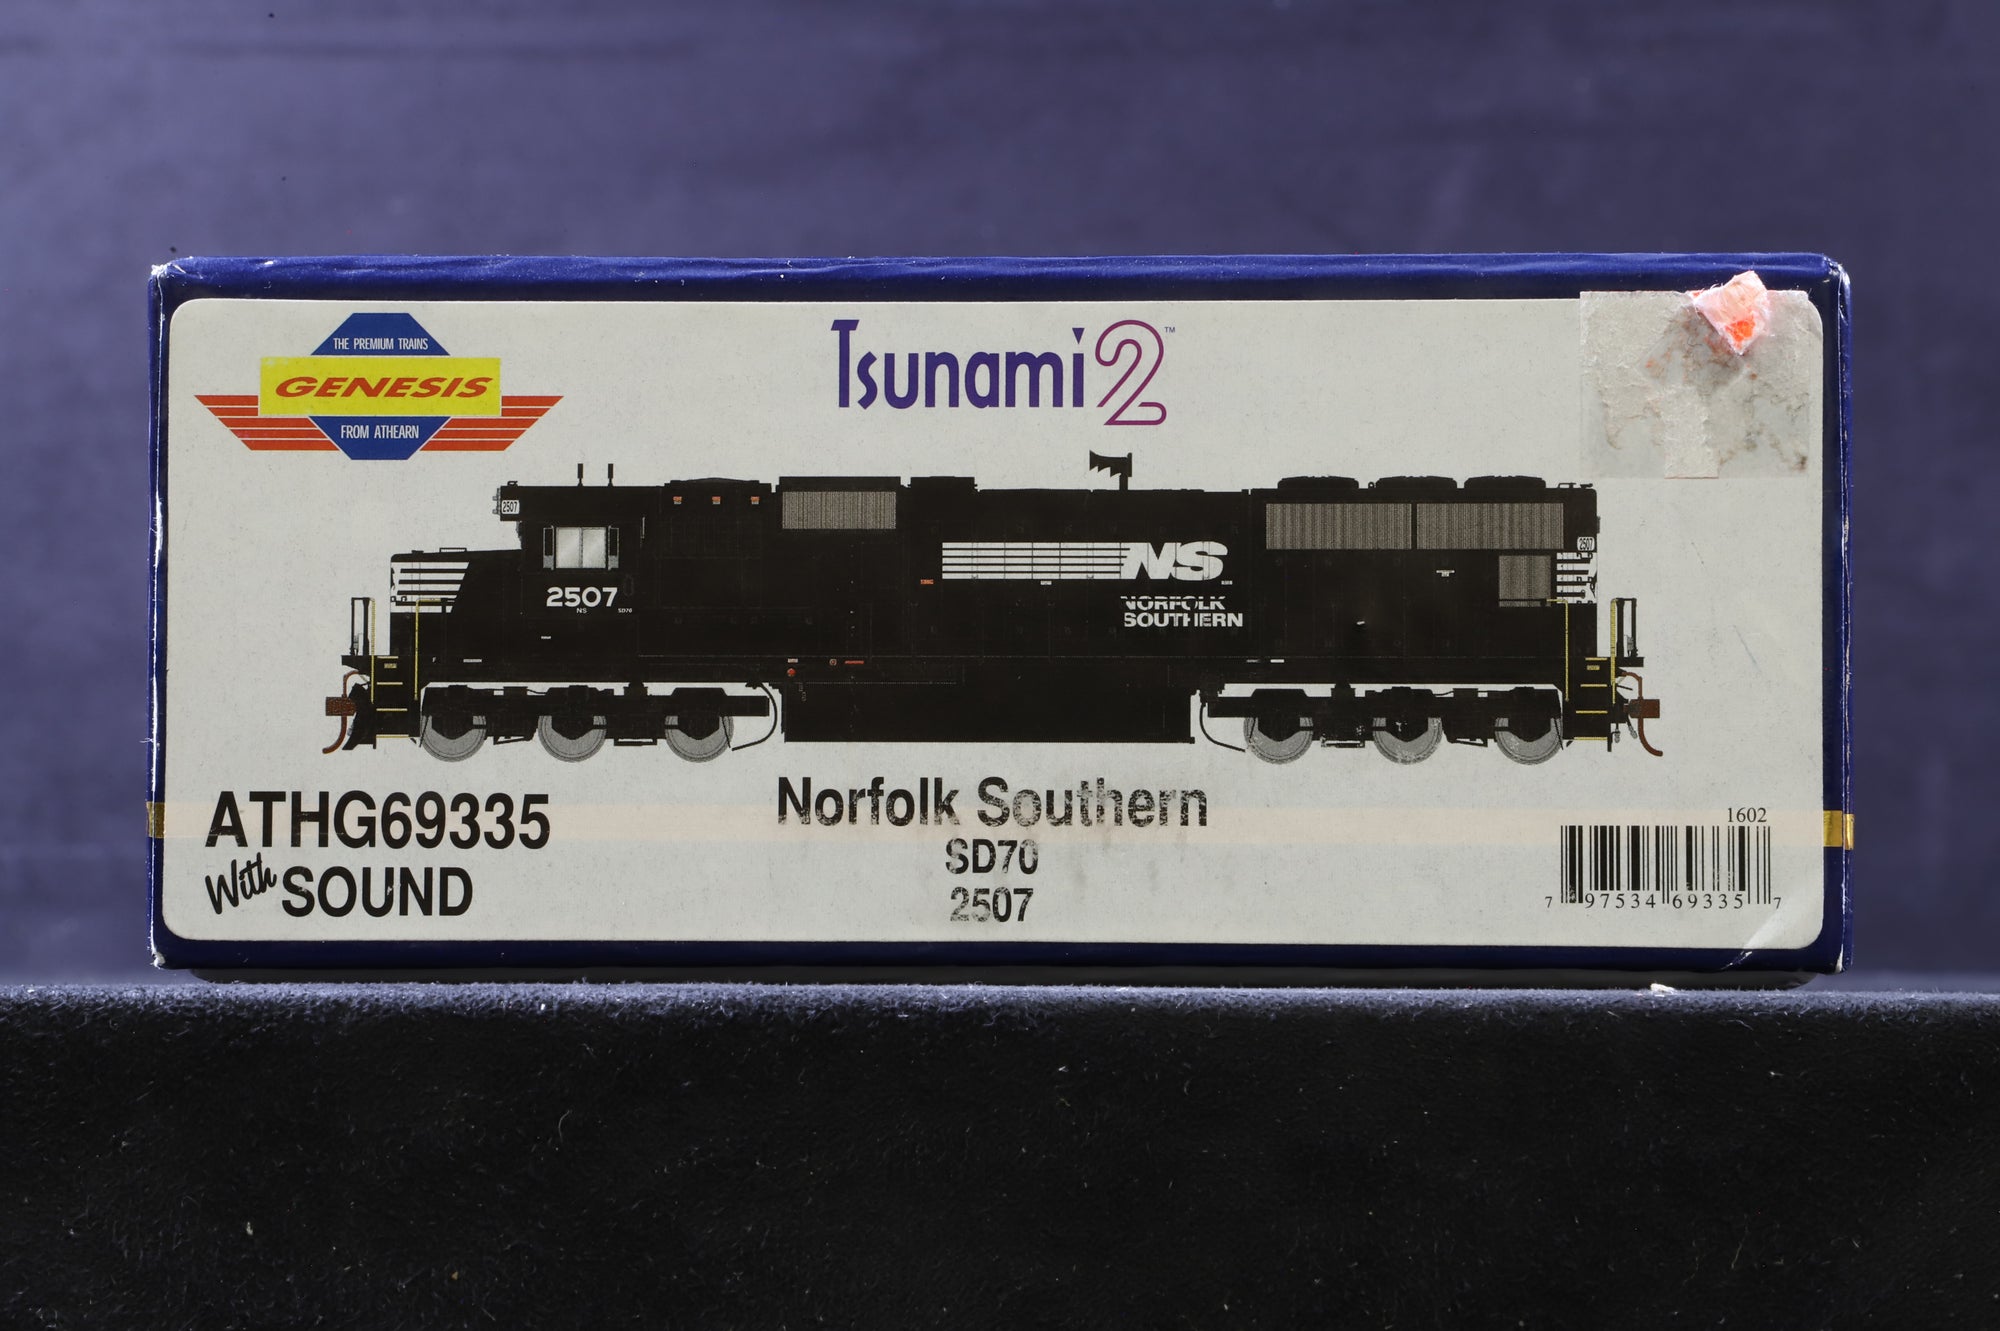 THE PREMIUM TRAINS
GENESIS
FROM ATHEARN
Tsunami2™
2507
2507
NS
SD70
NS
NORFOLK
SOUTHERN
2507
ATHG69335
With SOUND
Norfolk Southern
SD70
2507
1602
7 97534 69335 7